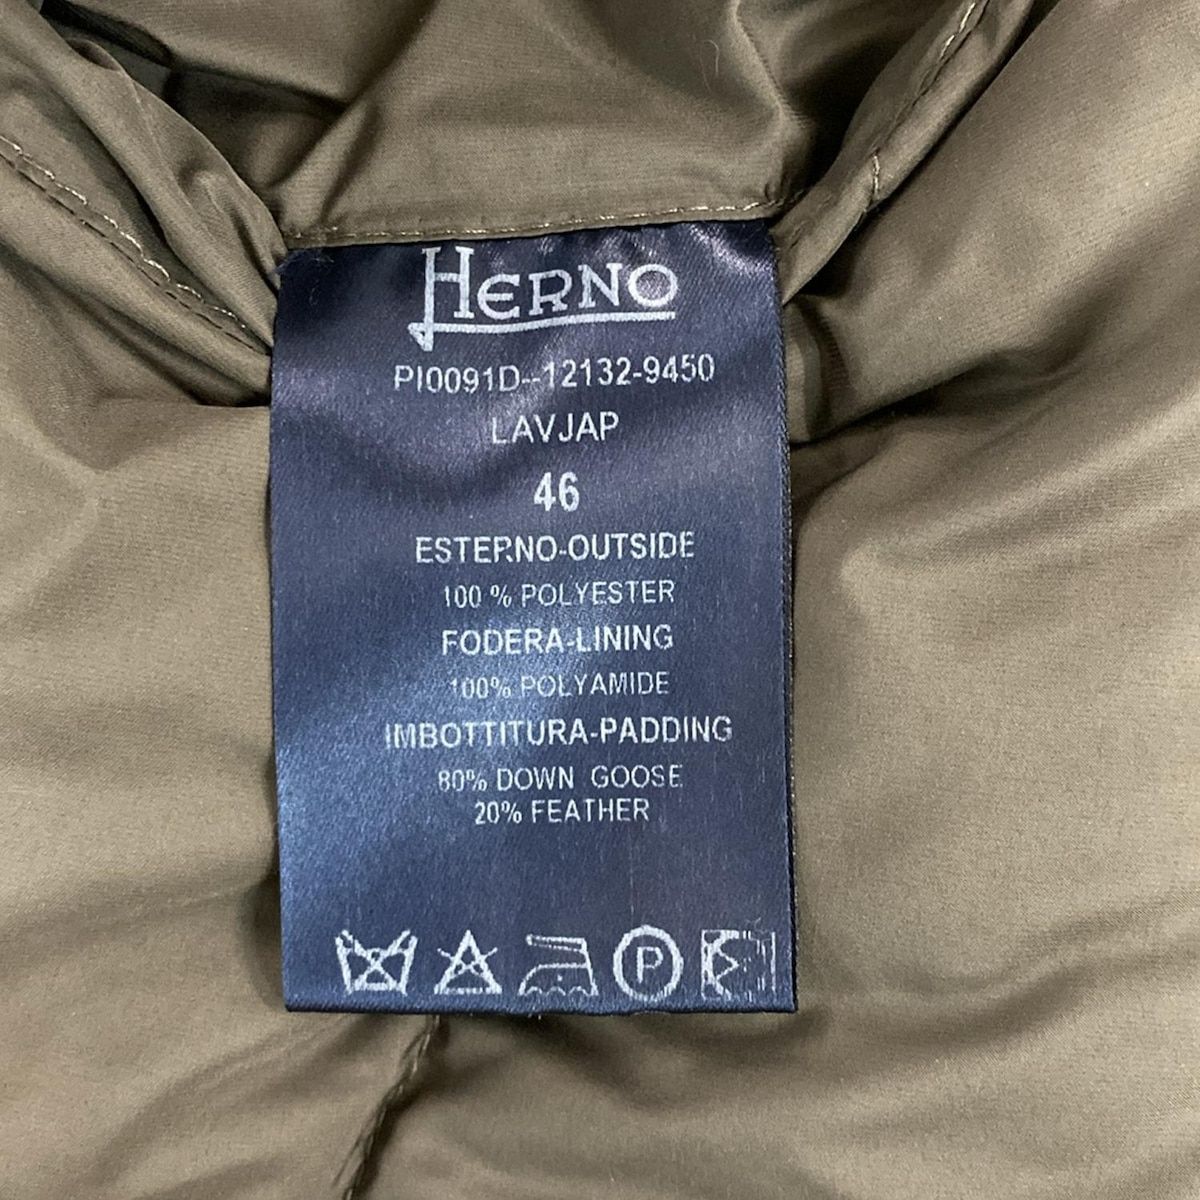 HERNO
PI0091D--12132-9450
LAVJAP
46
ESTERNO-OUTSIDE
100 % POLYESTER
FODERA-LINING
100% POLYAMIDE
IMBOTTITURA-PADDING
80% DOWN GOOSE
20% FEATHER
P